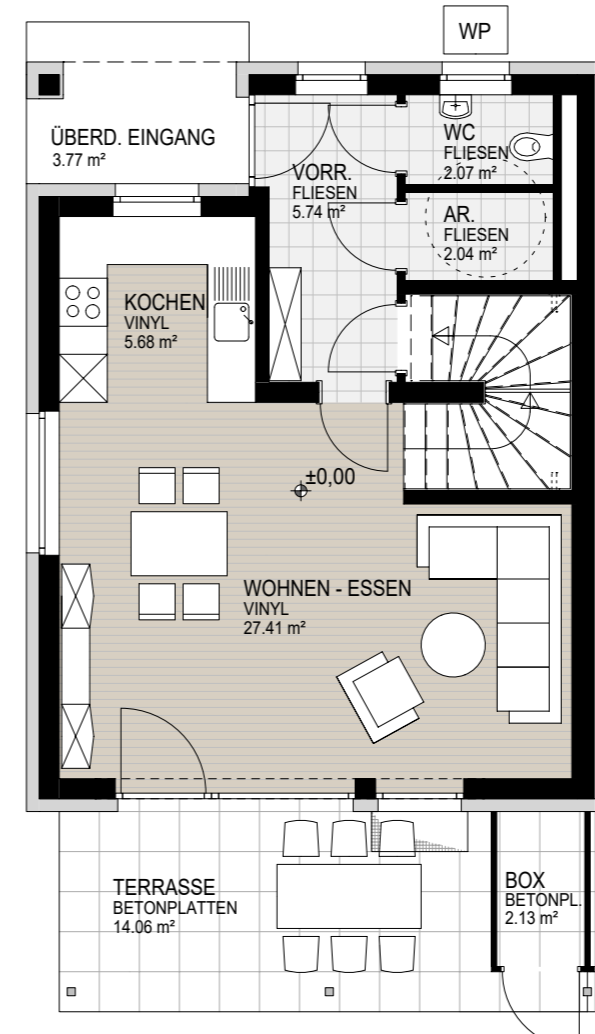 WP
ÜBERD. EINGANG
3.77 m²
WC
FLIESEN
2.07 m²
VORR.
FLIESEN
5.74 m²
AR.
FLIESEN
2.04 m²
KOCHEN
VINYL
5.68 m²
±0,00
WOHNEN - ESSEN
VINYL
27.41 m²
TERRASSE
BETONPLATTEN
14.06 m²
BOX
BETONPL.
2.13 m²